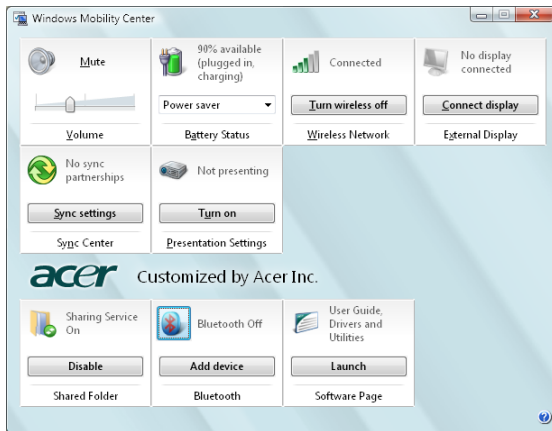 Windows Mobility Center
Mute
Volume
90% available
(plugged in,
charging)
Power saver
Battery Status
Connected
Turn wireless off
Wireless Network
No display
connected
Connect display
External Display
No sync
partnerships
Sync settings
Sync Center
Not presenting
Turn on
Presentation Settings
acer Customized by Acer Inc.
Sharing Service
On
Disable
Shared Folder
Bluetooth Off
Add device
Bluetooth
User Guide,
Drivers and
Utilities
Launch
Software Page
?